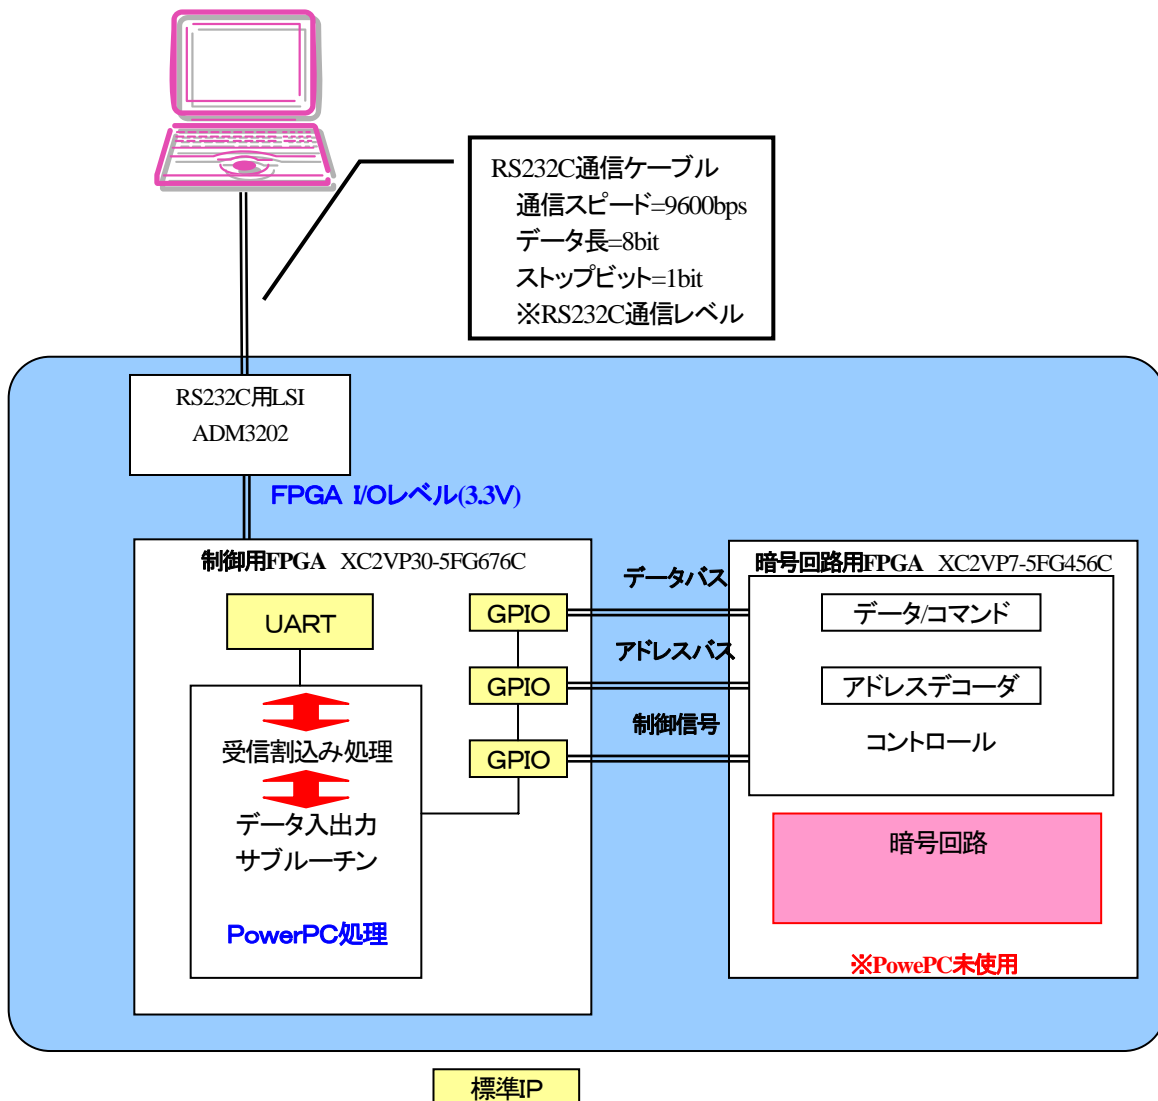 RS232C通信ケーブル
通信スピード=9600bps
データ長=8bit
ストップビット=1bit
※RS232C通信レベル
RS232C用LSI
ADM3202
FPGA I/Oレベル(3.3V)
制御用FPGA XC2VP30-5FG676C
UART
受信割込み処理
データ入出力
サブルーチン
PowerPC処理
GPIO
GPIO
GPIO
データバス
アドレスバス
制御信号
暗号回路用FPGA XC2VP7-5FG456C
データ/コマンド
アドレスデコーダ
コントロール
暗号回路
※PowePC未使用
標準IP